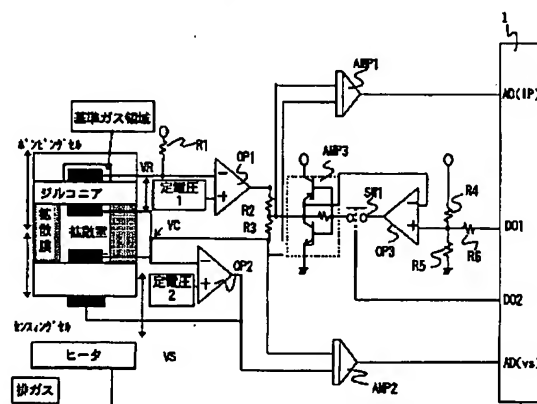 1
AMP1
AD(IP)
基準ガス領域
R1
ポンピングセル
VR
OP1
AMP3
ジルコニア
定電圧
1
R2
SW1
R4
拡散膜
拡散室
VC
R3
OP3
R5
R6
DO1
OP2
定電圧
2
DO2
センシングセル
VS
ヒータ
AD(vs)
排ガス
AMP2